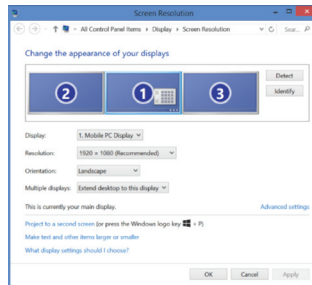 Screen Resolution
All Control Panel Items ▸ Display ▸ Screen Resolution
Sear...
Change the appearance of your displays
2 1 3
Detect
Identify
Display: 1. Mobile PC Display
Resolution: 1920 × 1080 (Recommended)
Orientation: Landscape
Multiple displays: Extend desktop to this display
This is currently your main display. Advanced settings
Project to a second screen (or press the Windows logo key + P)
Make text and other items larger or smaller
What display settings should I choose?
OK Cancel Apply